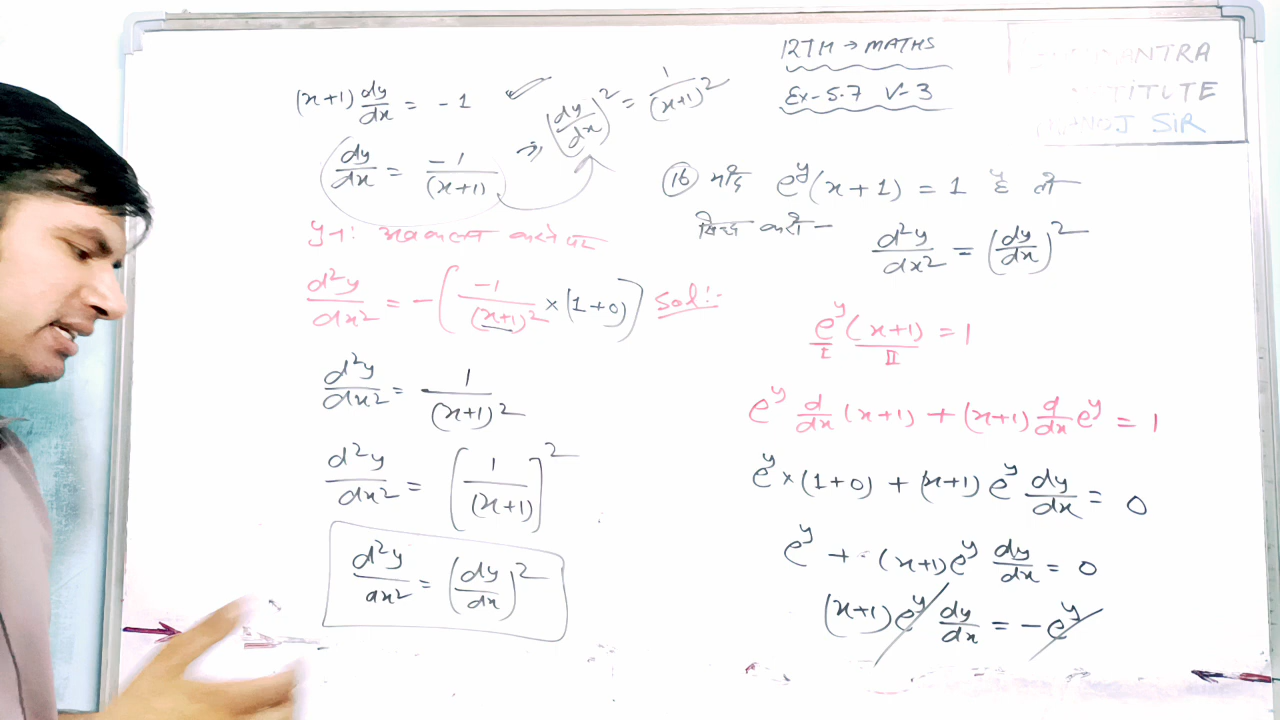 12TH → MATHS
Ex-5.7 V-3
MANTRA
TITUTE
MANOJ SIR
(16) यदि e^y(x+1) = 1 है तो
सिद्ध करो - d²y/dx² = (dy/dx)²
Sol:-
e^y (x+1) = 1
I II
e^y d/dx (x+1) + (x+1) d/dx e^y = 1
e^y × (1+0) + (x+1) e^y dy/dx = 0
e^y + (x+1)e^y dy/dx = 0
(x+1) e^y dy/dx = -e^y
(x+1) dy/dx = -1
dy/dx = -1/(x+1) ⇒ (dy/dx)² = 1/(x+1)²
पुनः अवकलन करने पर
d²y/dx² = -( -1/(x+1)² × (1+0) )
d²y/dx² = 1/(x+1)²
d²y/dx² = [1/(x+1)]²
d²y/dx² = (dy/dx)²